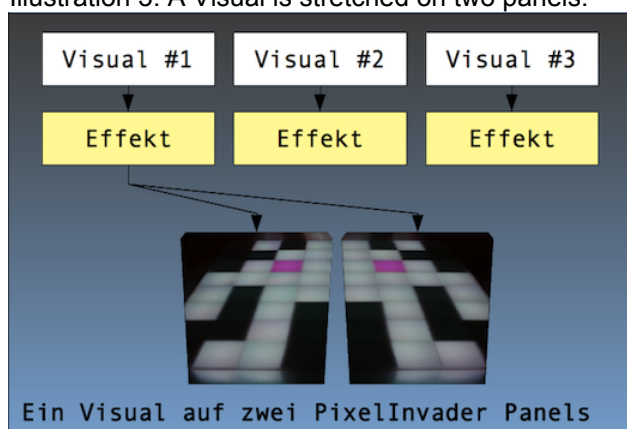 Illustration 3: A Visual is stretched on two panels.
Visual #1 Visual #2 Visual #3
Effekt Effekt Effekt
Ein Visual auf zwei PixelInvader Panels